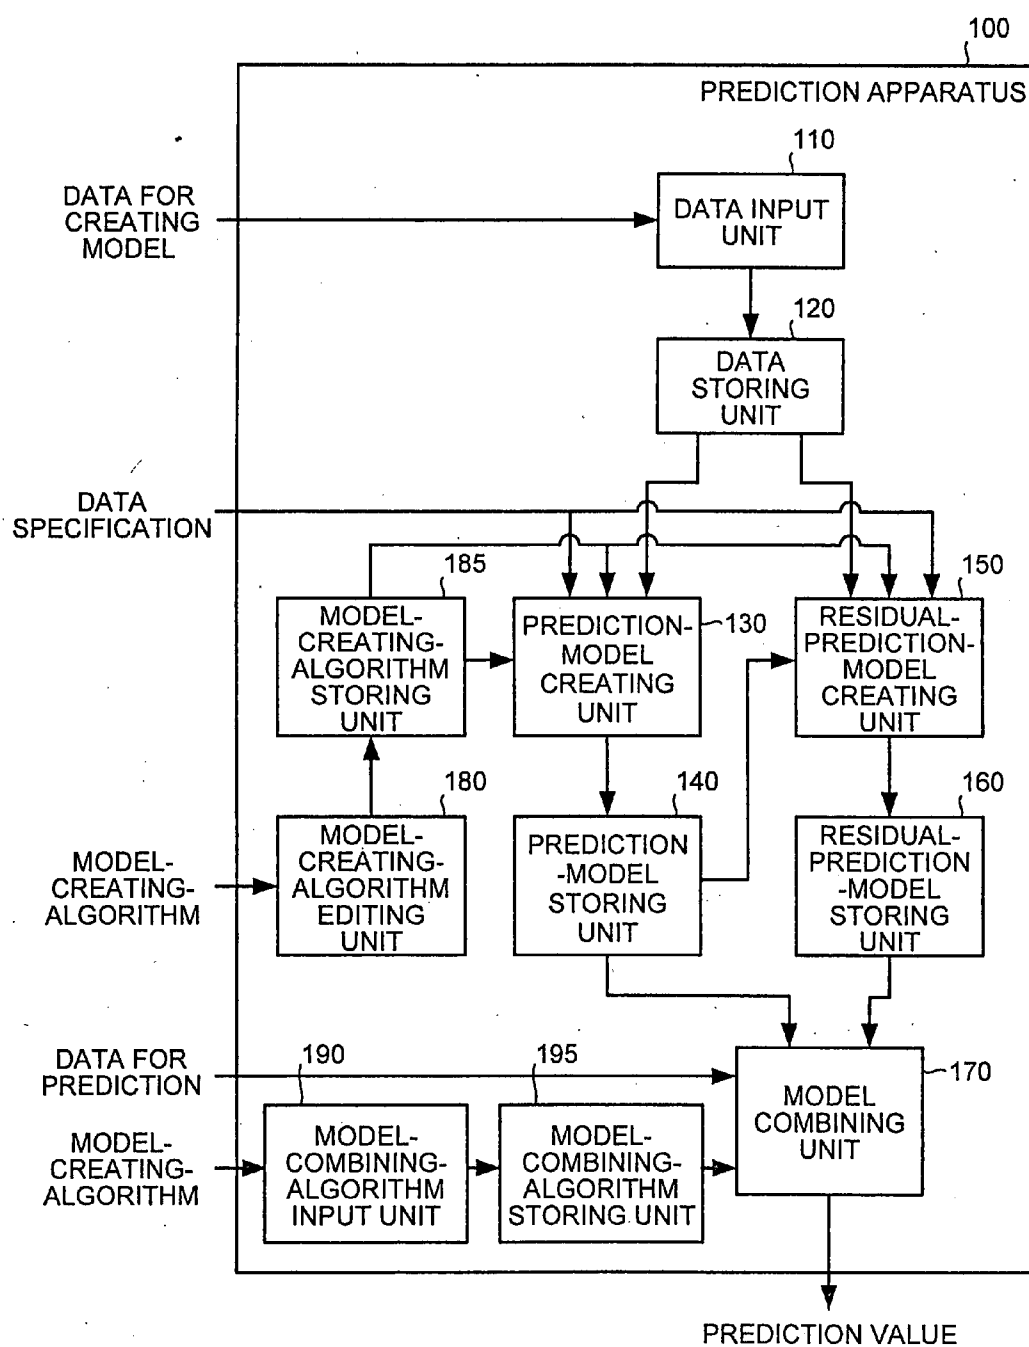 100
PREDICTION APPARATUS
110
DATA FOR
CREATING
MODEL
DATA INPUT
UNIT
120
DATA
STORING
UNIT
DATA
SPECIFICATION
185
MODEL-
CREATING-
ALGORITHM
STORING
UNIT
130
PREDICTION-
MODEL
CREATING
UNIT
150
RESIDUAL-
PREDICTION-
MODEL
CREATING
UNIT
180
MODEL-
CREATING-
ALGORITHM
MODEL-
CREATING-
ALGORITHM
EDITING
UNIT
140
PREDICTION
-MODEL
STORING
UNIT
160
RESIDUAL-
PREDICTION
-MODEL
STORING
UNIT
DATA FOR
PREDICTION
190
195
170
MODEL
COMBINING
UNIT
MODEL-
CREATING-
ALGORITHM
MODEL-
COMBINING-
ALGORITHM
INPUT UNIT
MODEL-
COMBINING-
ALGORITHM
STORING UNIT
PREDICTION VALUE